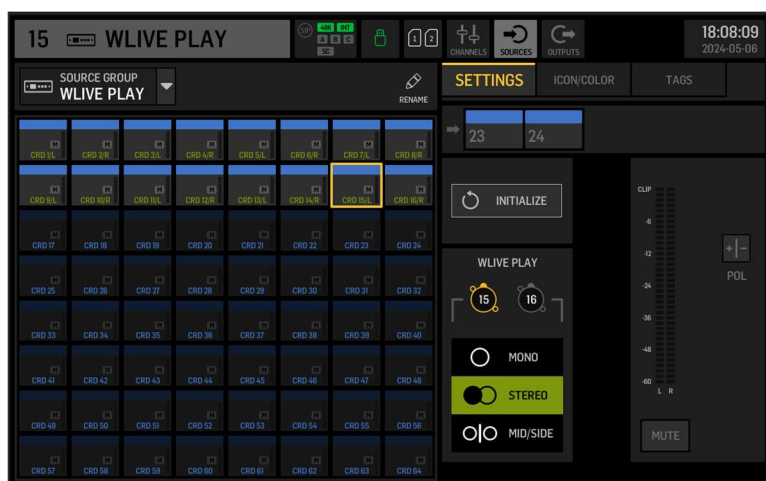 15 WLIVE PLAY
50! 48K INT
A B C
SC
1 2
CHANNELS SOURCES OUTPUTS
18:08:09
2024-05-06
SOURCE GROUP
WLIVE PLAY
RENAME
SETTINGS ICON/COLOR TAGS
23 24
M M M M M M M M
CRD 1/L CRD 2/R CRD 3/L CRD 4/R CRD 5/L CRD 6/R CRD 7/L CRD 8/R
M M M M M M M M
CRD 9/L CRD 10/R CRD 11/L CRD 12/R CRD 13/L CRD 14/R CRD 15/L CRD 16/R
M M M M M M M M
CRD 17 CRD 18 CRD 19 CRD 20 CRD 21 CRD 22 CRD 23 CRD 24
M M M M M M M M
CRD 25 CRD 26 CRD 27 CRD 28 CRD 29 CRD 30 CRD 31 CRD 32
M M M M M M M M
CRD 33 CRD 34 CRD 35 CRD 36 CRD 37 CRD 38 CRD 39 CRD 40
M M M M M M M M
CRD 41 CRD 42 CRD 43 CRD 44 CRD 45 CRD 46 CRD 47 CRD 48
M M M M M M M M
CRD 49 CRD 50 CRD 51 CRD 52 CRD 53 CRD 54 CRD 55 CRD 56
M M M M M M M M
CRD 57 CRD 58 CRD 59 CRD 60 CRD 61 CRD 62 CRD 63 CRD 64
INITIALIZE
WLIVE PLAY
15 16
MONO
STEREO
MID/SIDE
CLIP
-6
-12
-24
-36
-48
-60
L R
+ -
POL
MUTE